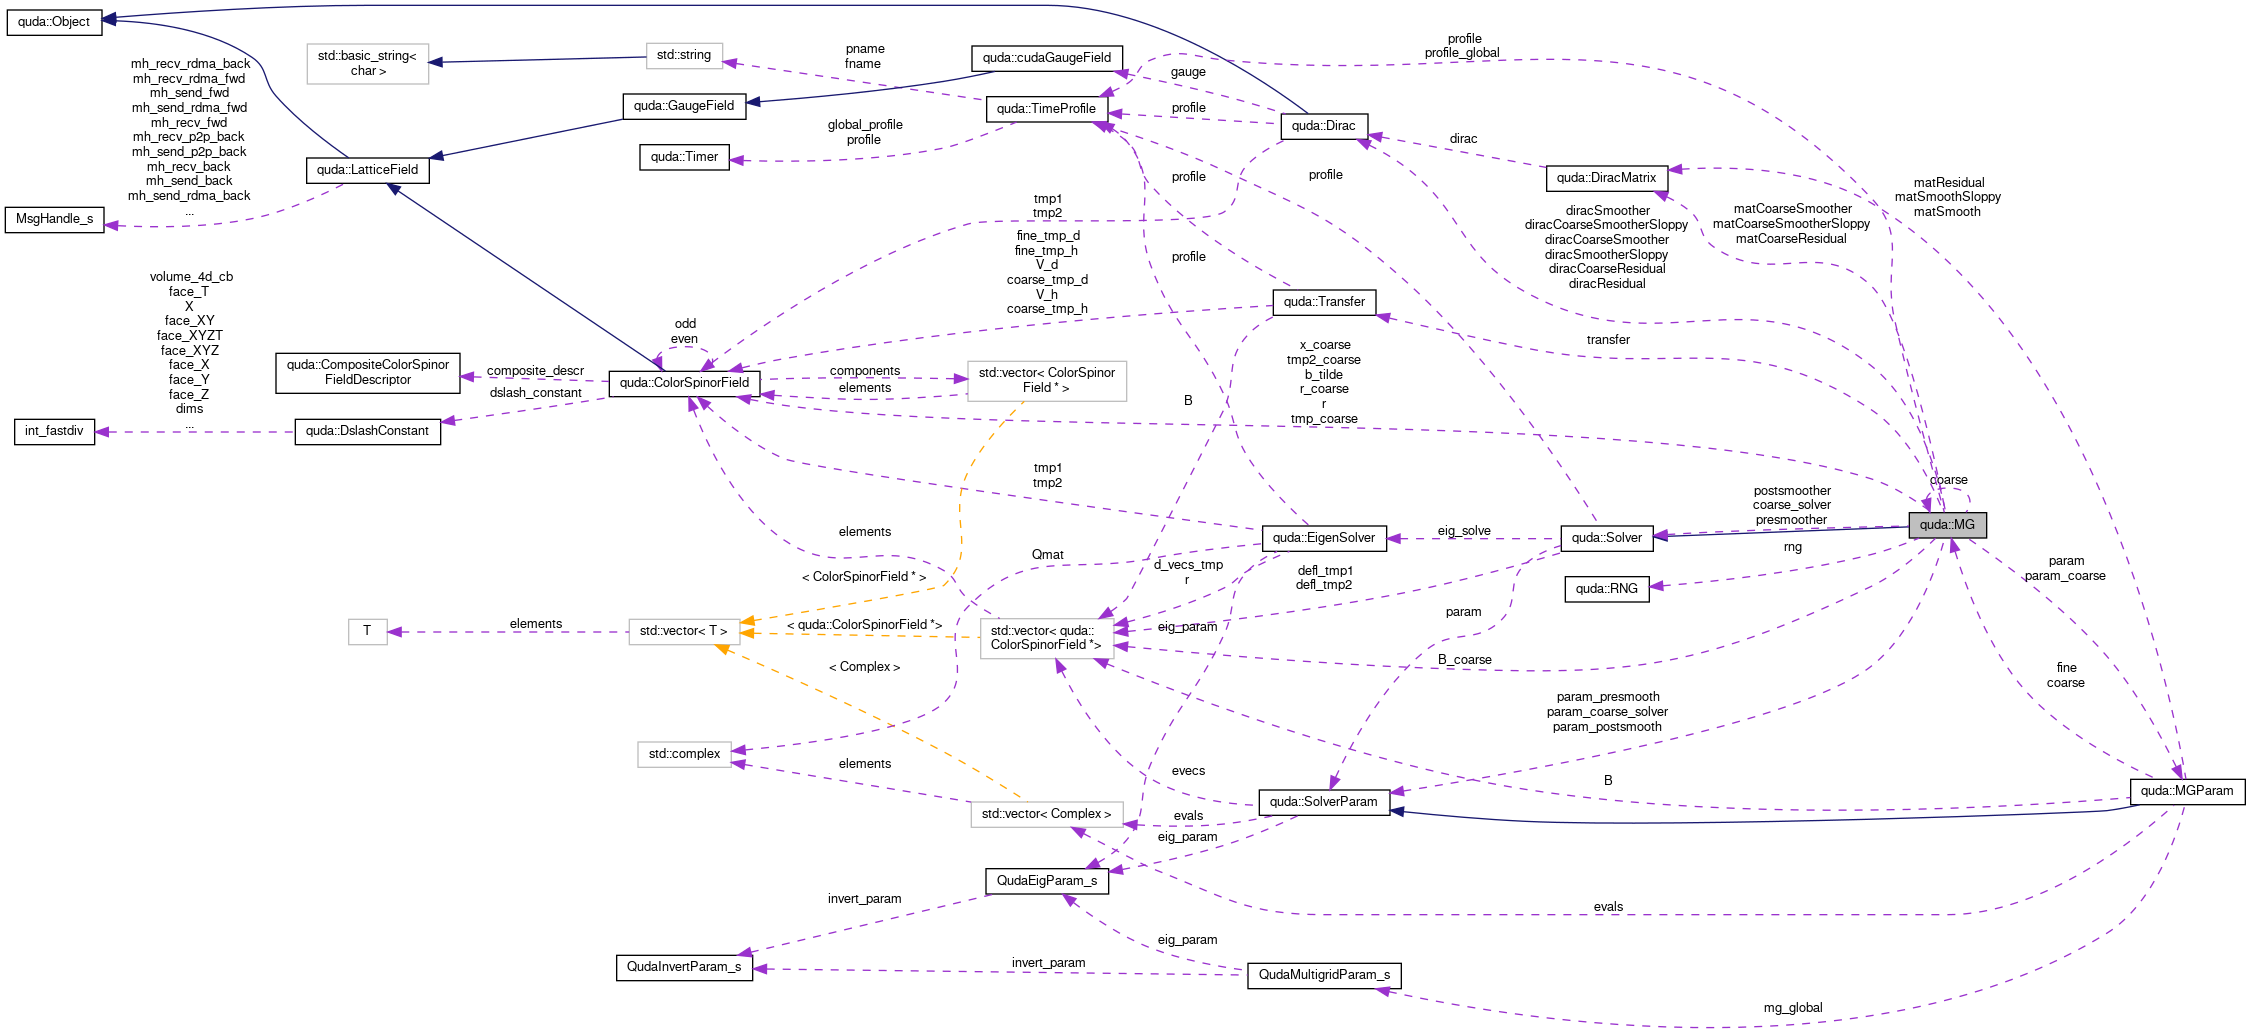 quda::Object
std::basic_string<
char >
std::string
pname
fname
quda::cudaGaugeField
profile
profile_global
gauge
quda::GaugeField
quda::TimeProfile
profile
quda::Dirac
mh_recv_rdma_back
mh_recv_rdma_fwd
mh_send_fwd
mh_send_rdma_fwd
mh_recv_fwd
mh_recv_p2p_back
mh_send_p2p_back
mh_recv_back
mh_send_back
mh_send_rdma_back
...
global_profile
profile
quda::Timer
dirac
quda::DiracMatrix
quda::LatticeField
MsgHandle_s
profile
profile
tmp1
tmp2
matResidual
matSmoothSloppy
matSmooth
matCoarseSmoother
matCoarseSmootherSloppy
matCoarseResidual
diracSmoother
diracCoarseSmootherSloppy
diracCoarseSmoother
diracSmootherSloppy
diracCoarseResidual
diracResidual
fine_tmp_d
fine_tmp_h
V_d
coarse_tmp_d
V_h
coarse_tmp_h
profile
quda::Transfer
transfer
volume_4d_cb
face_T
X
face_XY
face_XYZT
face_XYZ
face_X
face_Y
face_Z
dims
...
odd
even
quda::CompositeColorSpinor
FieldDescriptor
composite_descr
quda::ColorSpinorField
components
elements
std::vector< ColorSpinor
Field * >
x_coarse
tmp2_coarse
b_tilde
r_coarse
r
tmp_coarse
B
dslash_constant
int_fastdiv
quda::DslashConstant
tmp1
tmp2
coarse
postsmoother
coarse_solver
presmoother
quda::MG
elements
quda::EigenSolver
eig_solve
quda::Solver
rng
Qmat
d_vecs_tmp
r
defl_tmp1
defl_tmp2
quda::RNG
param
param_coarse
< ColorSpinorField * >
T
elements
std::vector< T >
< quda::ColorSpinorField *>
std::vector< quda::
ColorSpinorField *>
eig_param
param
B_coarse
< Complex >
fine
coarse
param_presmooth
param_coarse_solver
param_postsmooth
std::complex
elements
evecs
B
quda::SolverParam
quda::MGParam
std::vector< Complex >
evals
eig_param
QudaEigParam_s
invert_param
evals
eig_param
QudaInvertParam_s
invert_param
QudaMultigridParam_s
mg_global